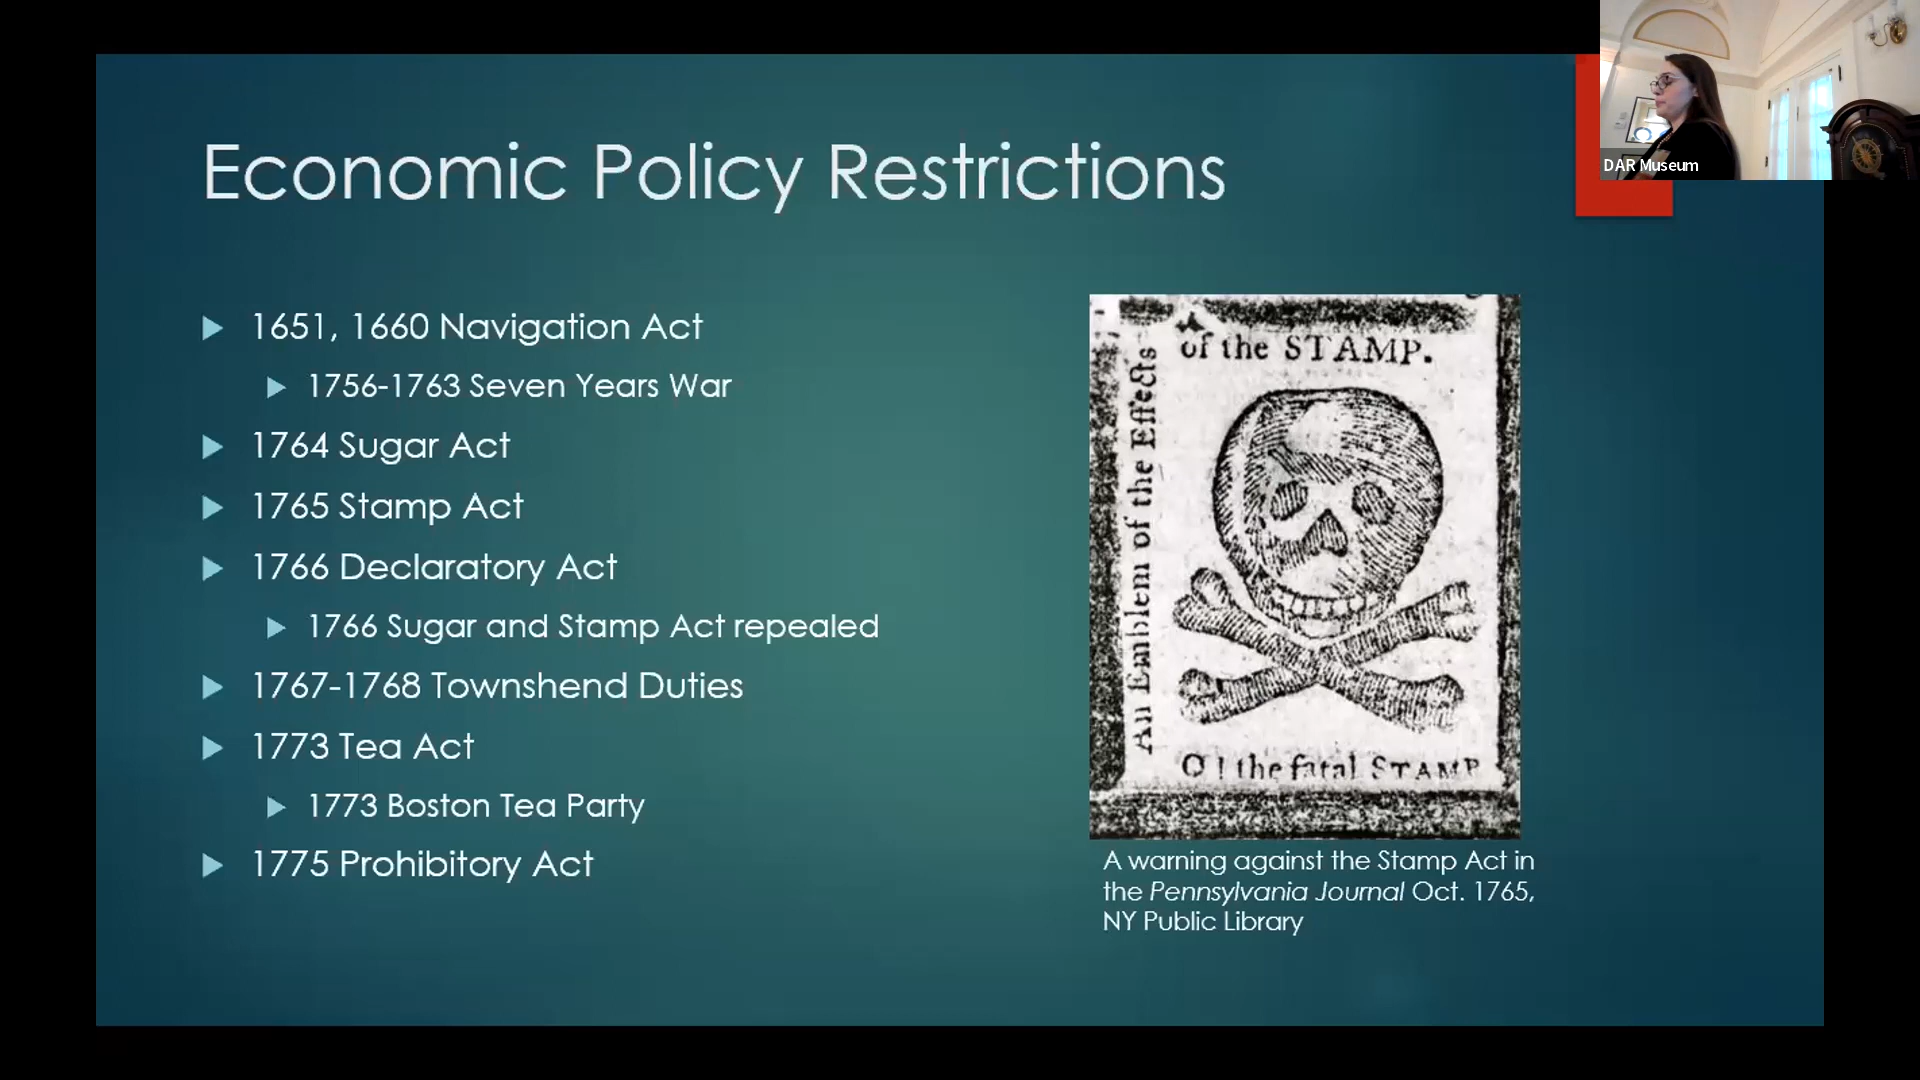 Economic Policy Restrictions
1651, 1660 Navigation Act
1756-1763 Seven Years War
1764 Sugar Act
1765 Stamp Act
1766 Declaratory Act
1766 Sugar and Stamp Act repealed
1767-1768 Townshend Duties
1773 Tea Act
1773 Boston Tea Party
1775 Prohibitory Act
An Emblem of the Effects
of the STAMP.
O! the fatal STAMP
A warning against the Stamp Act in
the Pennsylvania Journal Oct. 1765,
NY Public Library
DAR Museum